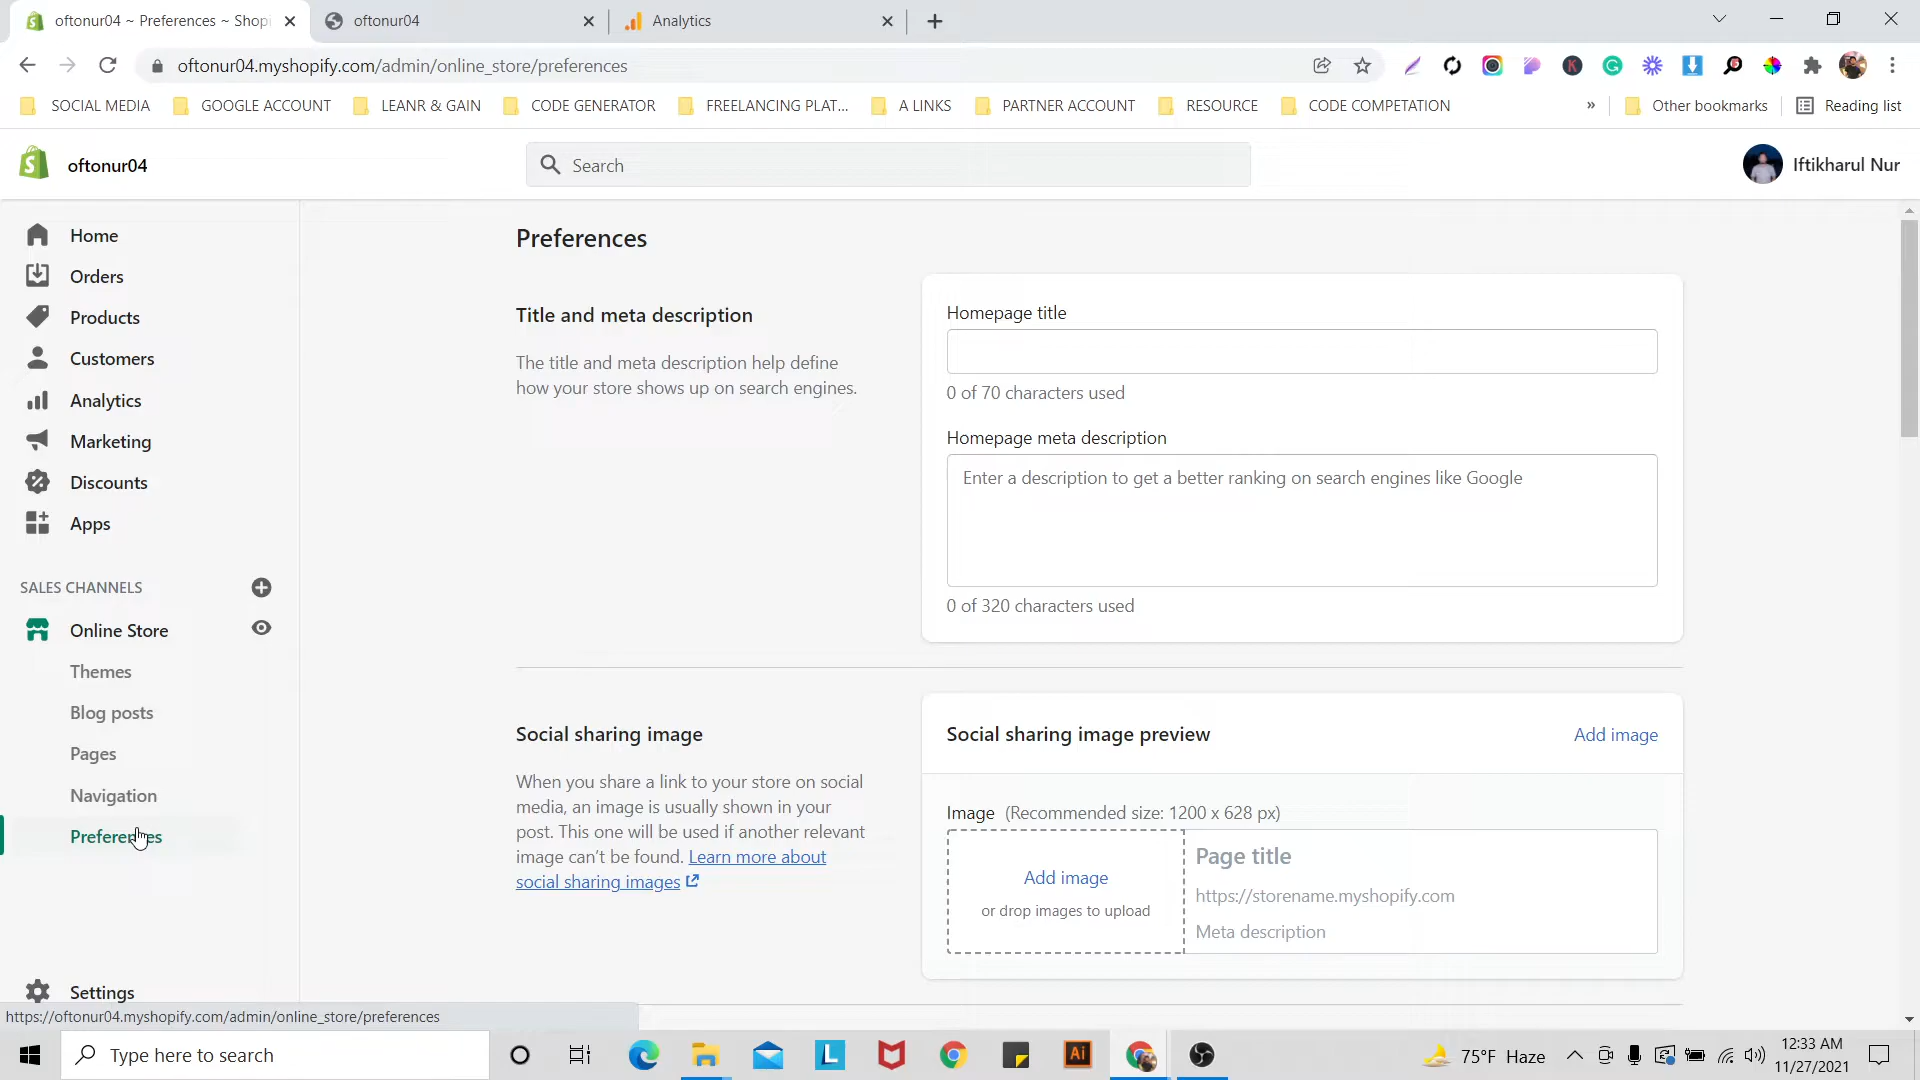 oftonur04 ~ Preferences ~ Shopi
oftonur04
Analytics
oftonur04.myshopify.com/admin/online_store/preferences
SOCIAL MEDIA
GOOGLE ACCOUNT
LEANR & GAIN
CODE GENERATOR
FREELANCING PLAT...
A LINKS
PARTNER ACCOUNT
RESOURCE
CODE COMPETATION
»
Other bookmarks
Reading list
oftonur04
Search
Iftikharul Nur
Home
Orders
Products
Customers
Analytics
Marketing
Discounts
Apps
SALES CHANNELS
Online Store
Themes
Blog posts
Pages
Navigation
Preferences
Settings
Preferences
Title and meta description
The title and meta description help define
how your store shows up on search engines.
Homepage title
0 of 70 characters used
Homepage meta description
Enter a description to get a better ranking on search engines like Google
0 of 320 characters used
Social sharing image
When you share a link to your store on social
media, an image is usually shown in your
post. This one will be used if another relevant
image can't be found. Learn more about
social sharing images
Social sharing image preview
Add image
Image (Recommended size: 1200 x 628 px)
Add image
or drop images to upload
Page title
https://storename.myshopify.com
Meta description
https://oftonur04.myshopify.com/admin/online_store/preferences
Type here to search
75°F Haze
12:33 AM
11/27/2021